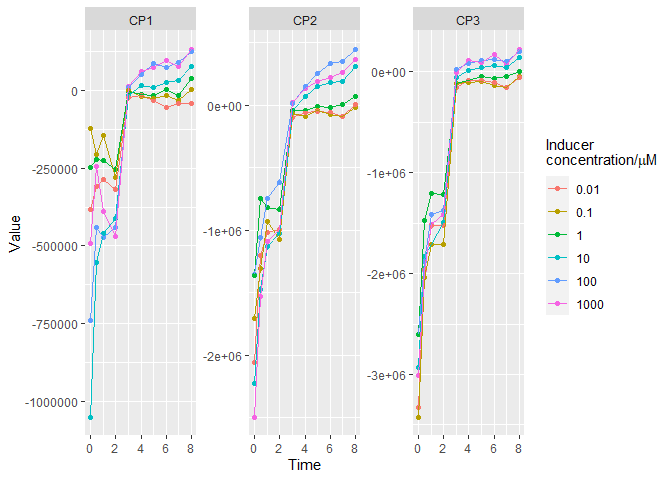 CP1 CP2 CP3
0
-250000
-500000
-750000
-1000000
0e+00
-1e+06
-2e+06
0e+00
-1e+06
-2e+06
-3e+06
0 2 4 6 8
0 2 4 6 8
0 2 4 6 8
Value
Time
Inducer
concentration/μM
0.01
0.1
1
10
100
1000